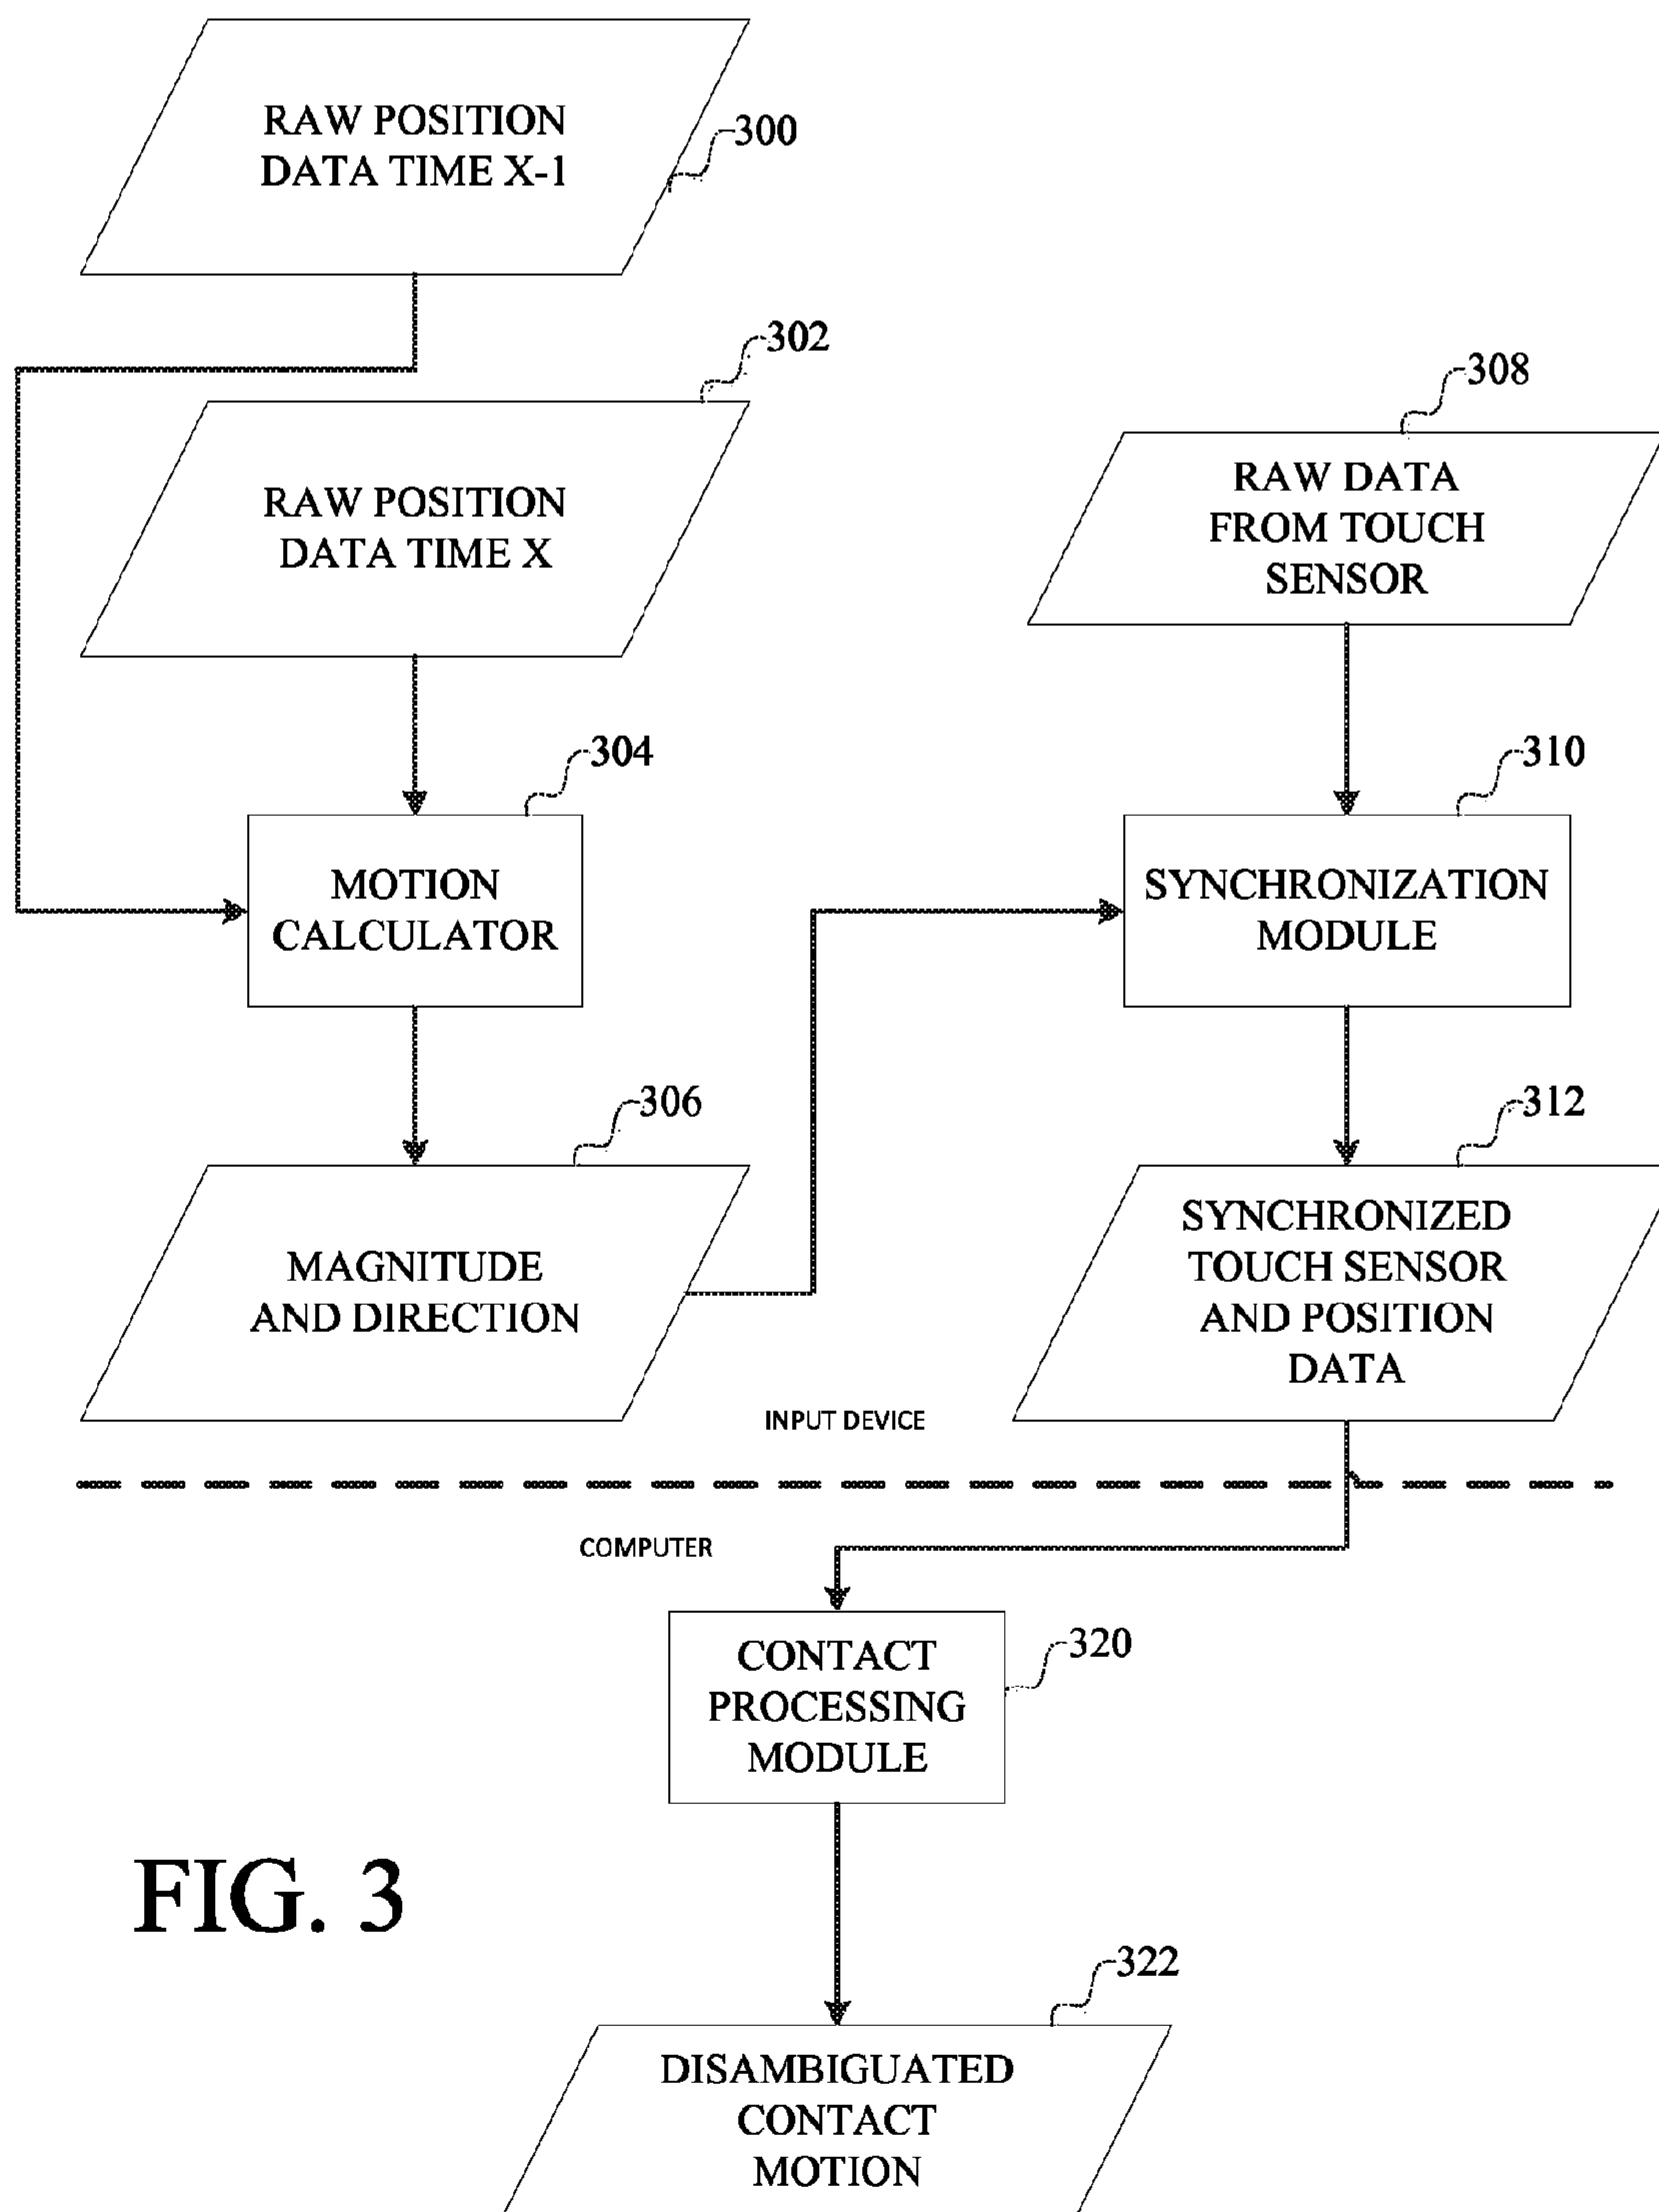 RAW POSITION
DATA TIME X-1
300
302
RAW POSITION
DATA TIME X
308
RAW DATA
FROM TOUCH
SENSOR
304
MOTION
CALCULATOR
310
SYNCHRONIZATION
MODULE
306
MAGNITUDE
AND DIRECTION
312
SYNCHRONIZED
TOUCH SENSOR
AND POSITION
DATA
INPUT DEVICE
COMPUTER
CONTACT
PROCESSING
MODULE
320
FIG. 3
322
DISAMBIGUATED
CONTACT
MOTION